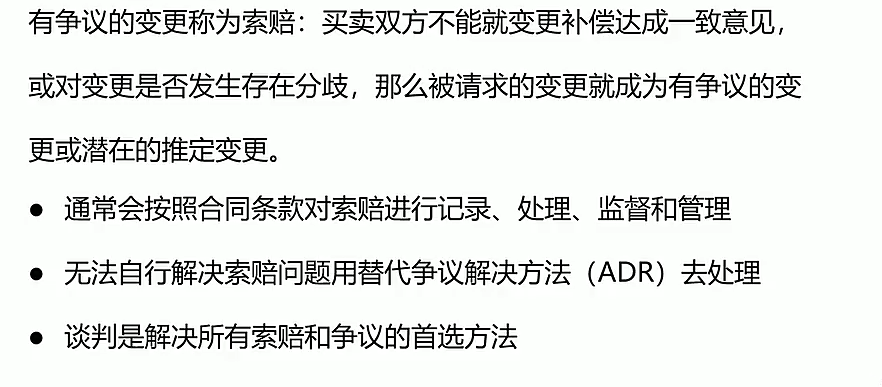 有争议的变更称为索赔：买卖双方不能就变更补偿达成一致意见，
或对变更是否发生存在分歧，那么被请求的变更就成为有争议的变
更或潜在的推定变更。
● 通常会按照合同条款对索赔进行记录、处理、监督和管理
● 无法自行解决索赔问题用替代争议解决方法（ADR）去处理
● 谈判是解决所有索赔和争议的首选方法